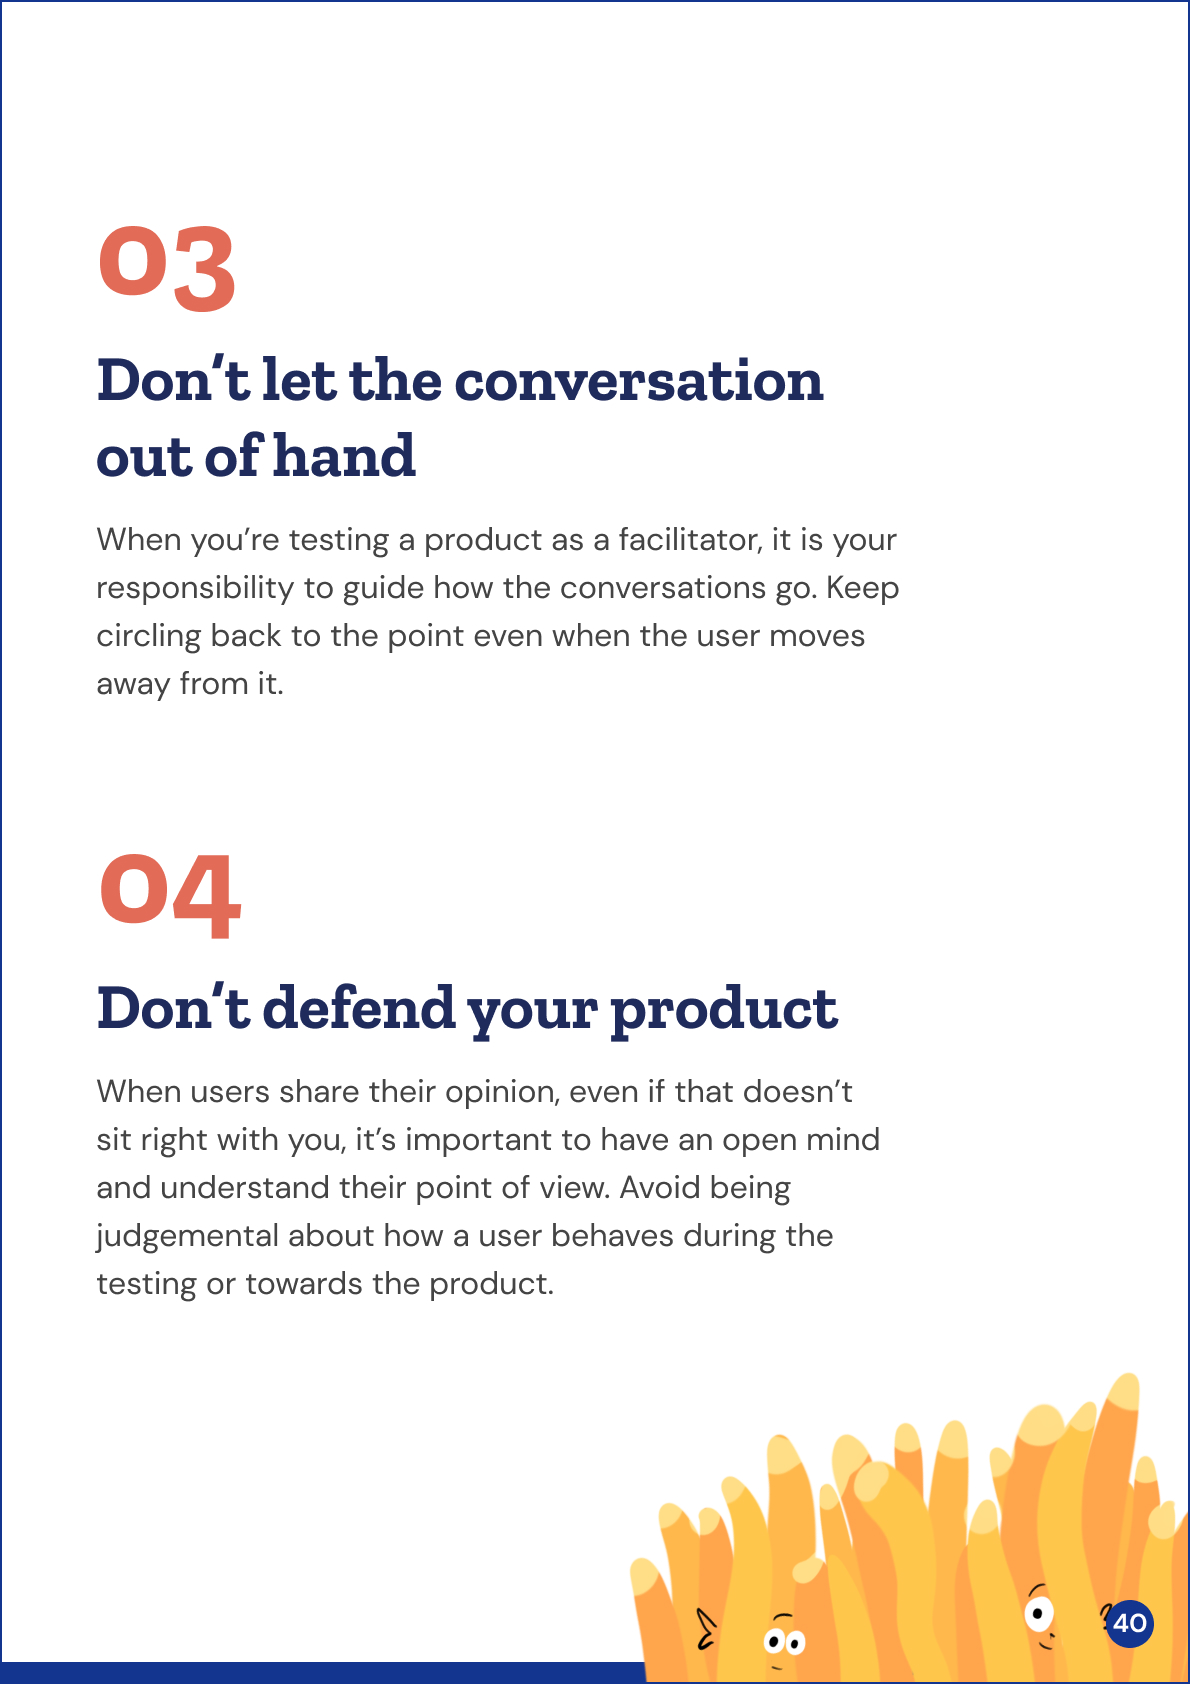 03
Don’t let the conversation
out of hand
When you’re testing a product as a facilitator, it is your
responsibility to guide how the conversations go. Keep
circling back to the point even when the user moves
away from it.
04
Don’t defend your product
When users share their opinion, even if that doesn’t
sit right with you, it’s important to have an open mind
and understand their point of view. Avoid being
judgemental about how a user behaves during the
testing or towards the product.
40